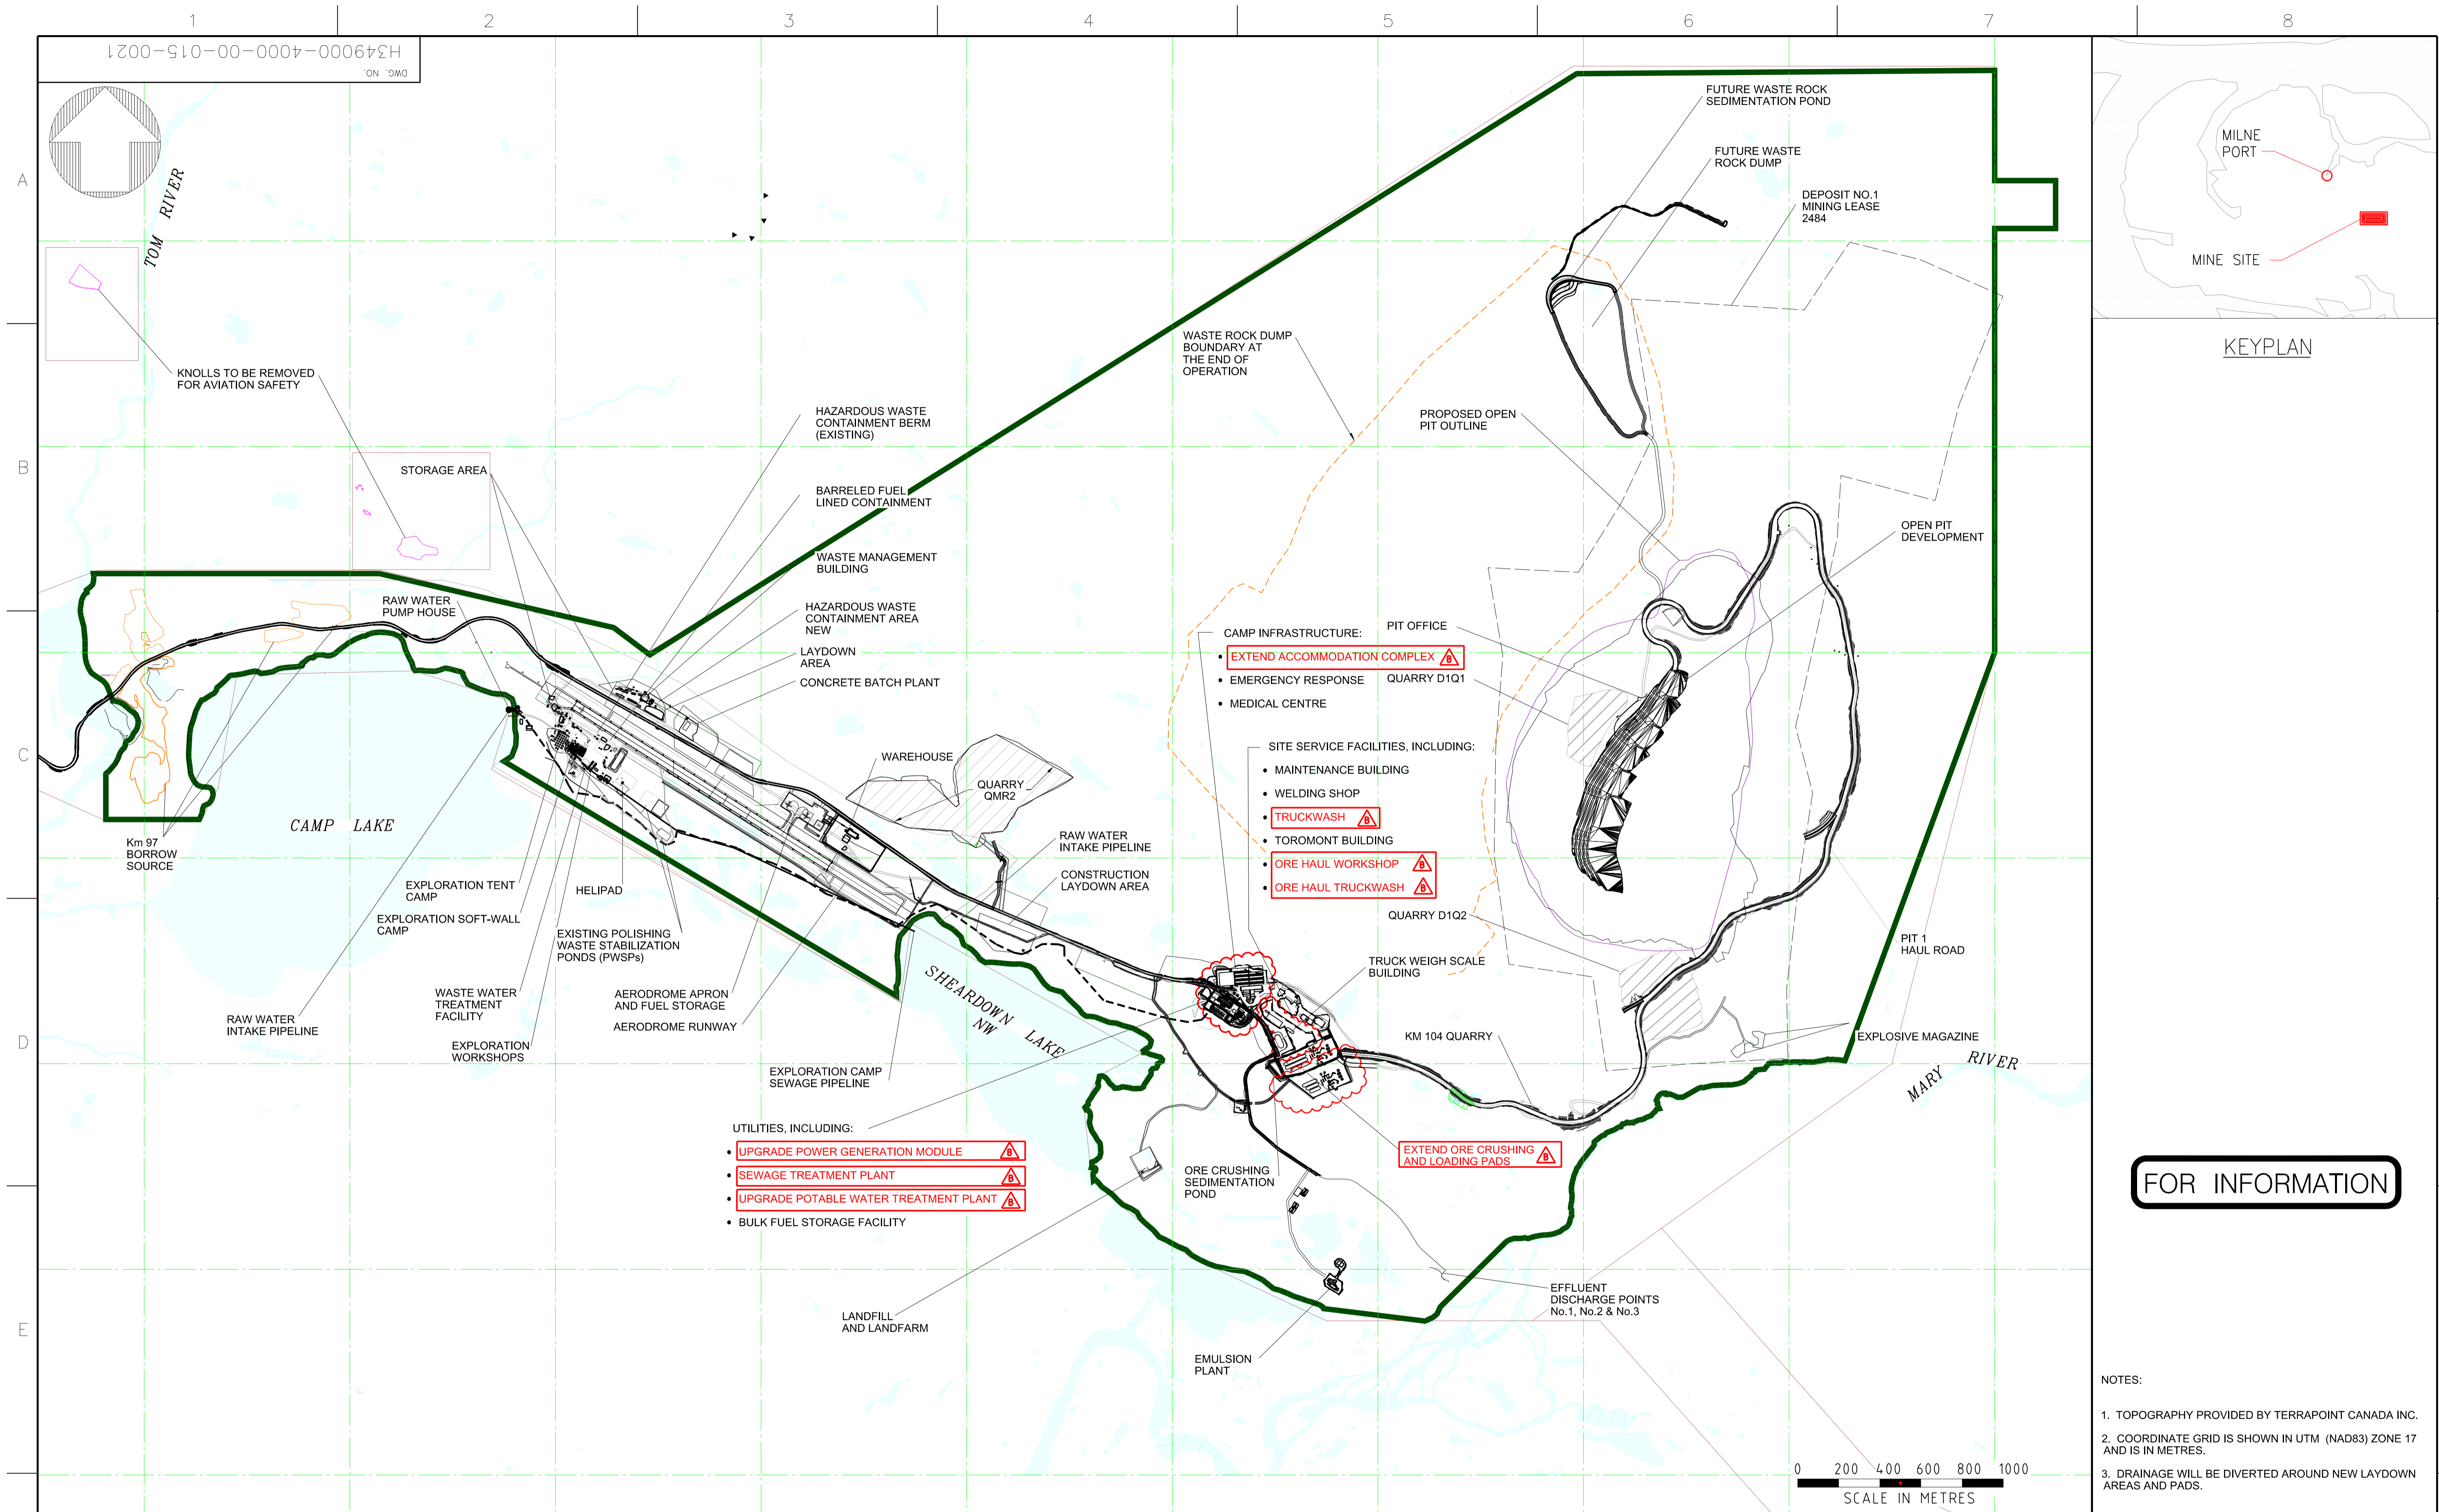 1 2 3 4 5 6 7 8
A
B
C
D
E
H349000-4000-00-015-0021
DWG. NO.
TOM RIVER
KNOLLS TO BE REMOVED
FOR AVIATION SAFETY
STORAGE AREA
RAW WATER
PUMP HOUSE
HAZARDOUS WASTE
CONTAINMENT BERM
(EXISTING)
BARRELED FUEL
LINED CONTAINMENT
WASTE MANAGEMENT
BUILDING
HAZARDOUS WASTE
CONTAINMENT AREA
NEW
LAYDOWN
AREA
CONCRETE BATCH PLANT
WAREHOUSE
QUARRY
QMR2
RAW WATER
INTAKE PIPELINE
CONSTRUCTION
LAYDOWN AREA
CAMP LAKE
Km 97
BORROW
SOURCE
EXPLORATION TENT
CAMP
EXPLORATION SOFT-WALL
CAMP
HELIPAD
EXISTING POLISHING
WASTE STABILIZATION
PONDS (PWSPs)
WASTE WATER
TREATMENT
FACILITY
RAW WATER
INTAKE PIPELINE
EXPLORATION
WORKSHOPS
AERODROME APRON
AND FUEL STORAGE
AERODROME RUNWAY
EXPLORATION CAMP
SEWAGE PIPELINE
SHEARDOWN LAKE
NW
UTILITIES, INCLUDING:
• UPGRADE POWER GENERATION MODULE B
• SEWAGE TREATMENT PLANT B
• UPGRADE POTABLE WATER TREATMENT PLANT B
• BULK FUEL STORAGE FACILITY
LANDFILL
AND LANDFARM
WASTE ROCK DUMP
BOUNDARY AT
THE END OF
OPERATION
FUTURE WASTE ROCK
SEDIMENTATION POND
FUTURE WASTE
ROCK DUMP
DEPOSIT NO.1
MINING LEASE
2484
PROPOSED OPEN
PIT OUTLINE
OPEN PIT
DEVELOPMENT
CAMP INFRASTRUCTURE:
• EXTEND ACCOMMODATION COMPLEX B
• EMERGENCY RESPONSE
• MEDICAL CENTRE
PIT OFFICE
QUARRY D1Q1
SITE SERVICE FACILITIES, INCLUDING:
• MAINTENANCE BUILDING
• WELDING SHOP
• TRUCKWASH B
• TOROMONT BUILDING
• ORE HAUL WORKSHOP B
• ORE HAUL TRUCKWASH B
QUARRY D1Q2
TRUCK WEIGH SCALE
BUILDING
PIT 1
HAUL ROAD
KM 104 QUARRY
EXPLOSIVE MAGAZINE
MARY RIVER
EXTEND ORE CRUSHING
AND LOADING PADS B
ORE CRUSHING
SEDIMENTATION
POND
EFFLUENT
DISCHARGE POINTS
No.1, No.2 & No.3
EMULSION
PLANT
0 200 400 600 800 1000
SCALE IN METRES
MILNE
PORT
MINE SITE
KEYPLAN
FOR INFORMATION
NOTES:
1. TOPOGRAPHY PROVIDED BY TERRAPOINT CANADA INC.
2. COORDINATE GRID IS SHOWN IN UTM (NAD83) ZONE 17
AND IS IN METRES.
3. DRAINAGE WILL BE DIVERTED AROUND NEW LAYDOWN
AREAS AND PADS.